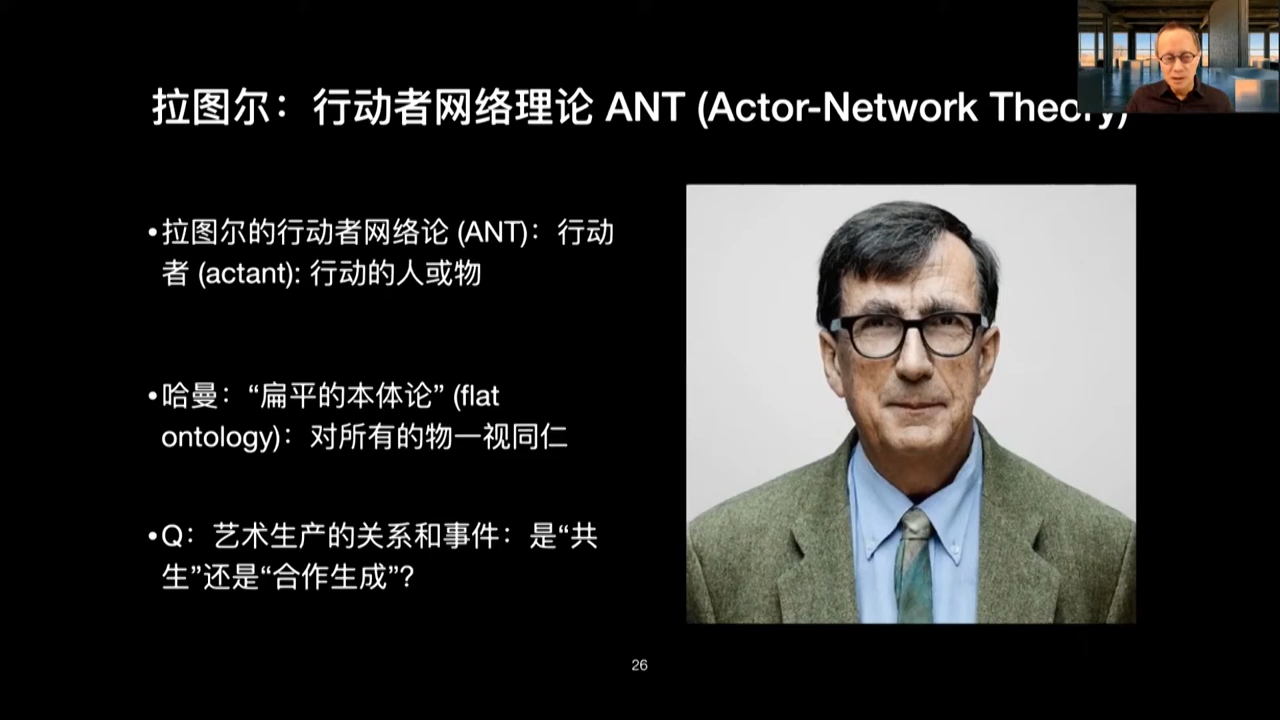 拉图尔：行动者网络理论 ANT (Actor-Network Theory)
•拉图尔的行动者网络论 (ANT)：行动
者 (actant): 行动的人或物
•哈曼：“扁平的本体论” (flat
ontology)：对所有的物一视同仁
•Q：艺术生产的关系和事件：是“共
生”还是“合作生成”?
26